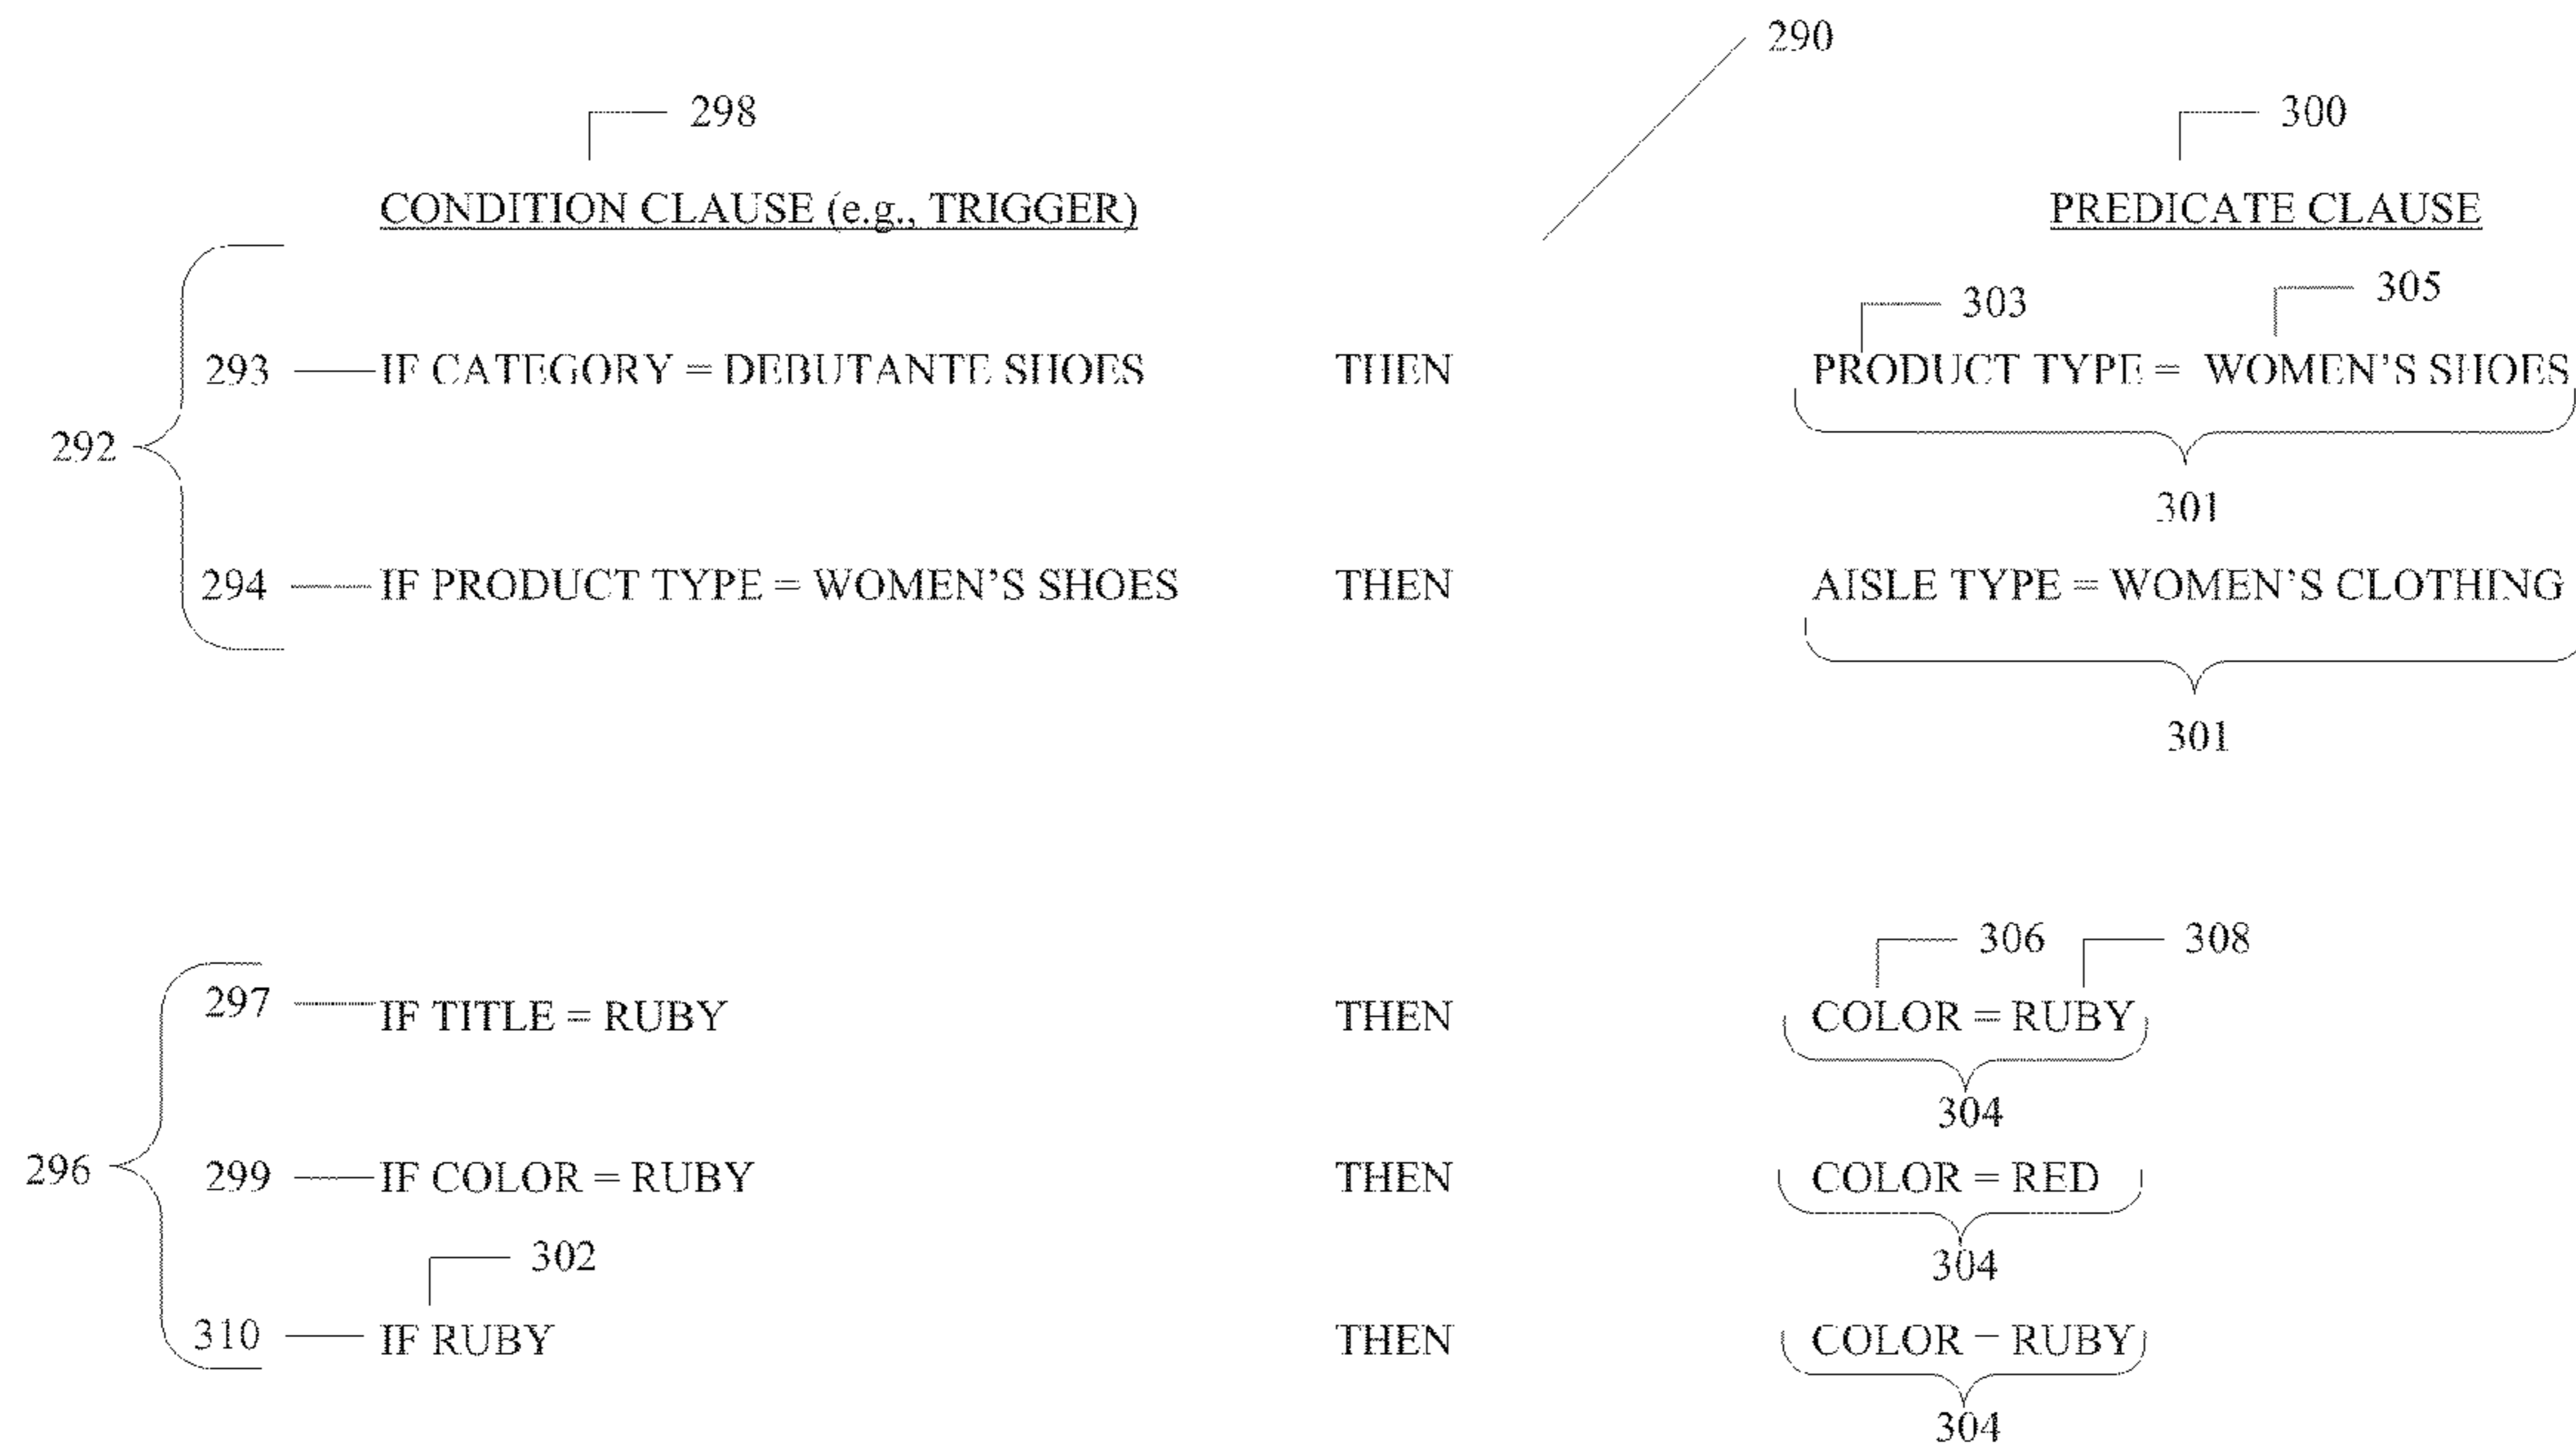 290
298 300
CONDITION CLAUSE (e.g., TRIGGER) PREDICATE CLAUSE
303 305
293 IF CATEGORY = DEBUTANTE SHOES THEN PRODUCT TYPE = WOMEN'S SHOES
292
301
294 IF PRODUCT TYPE = WOMEN'S SHOES THEN AISLE TYPE = WOMEN'S CLOTHING
301
306 308
297 IF TITLE = RUBY THEN COLOR = RUBY
304
296 299 IF COLOR = RUBY THEN COLOR = RED
302 304
310 IF RUBY THEN COLOR – RUBY
304